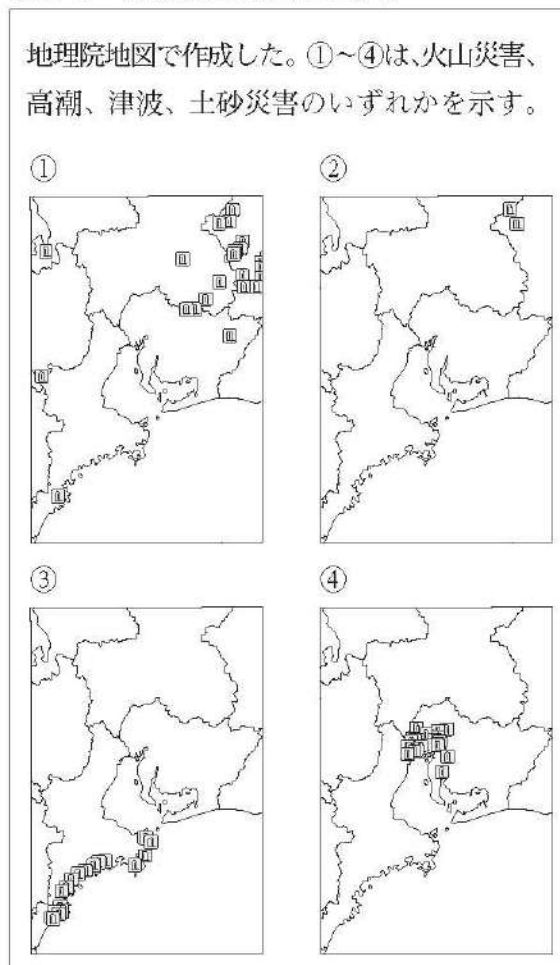 地理院地図で作成した。①~④は、火山災害、
高潮、津波、土砂災害のいずれかを示す。
①
②
③
④